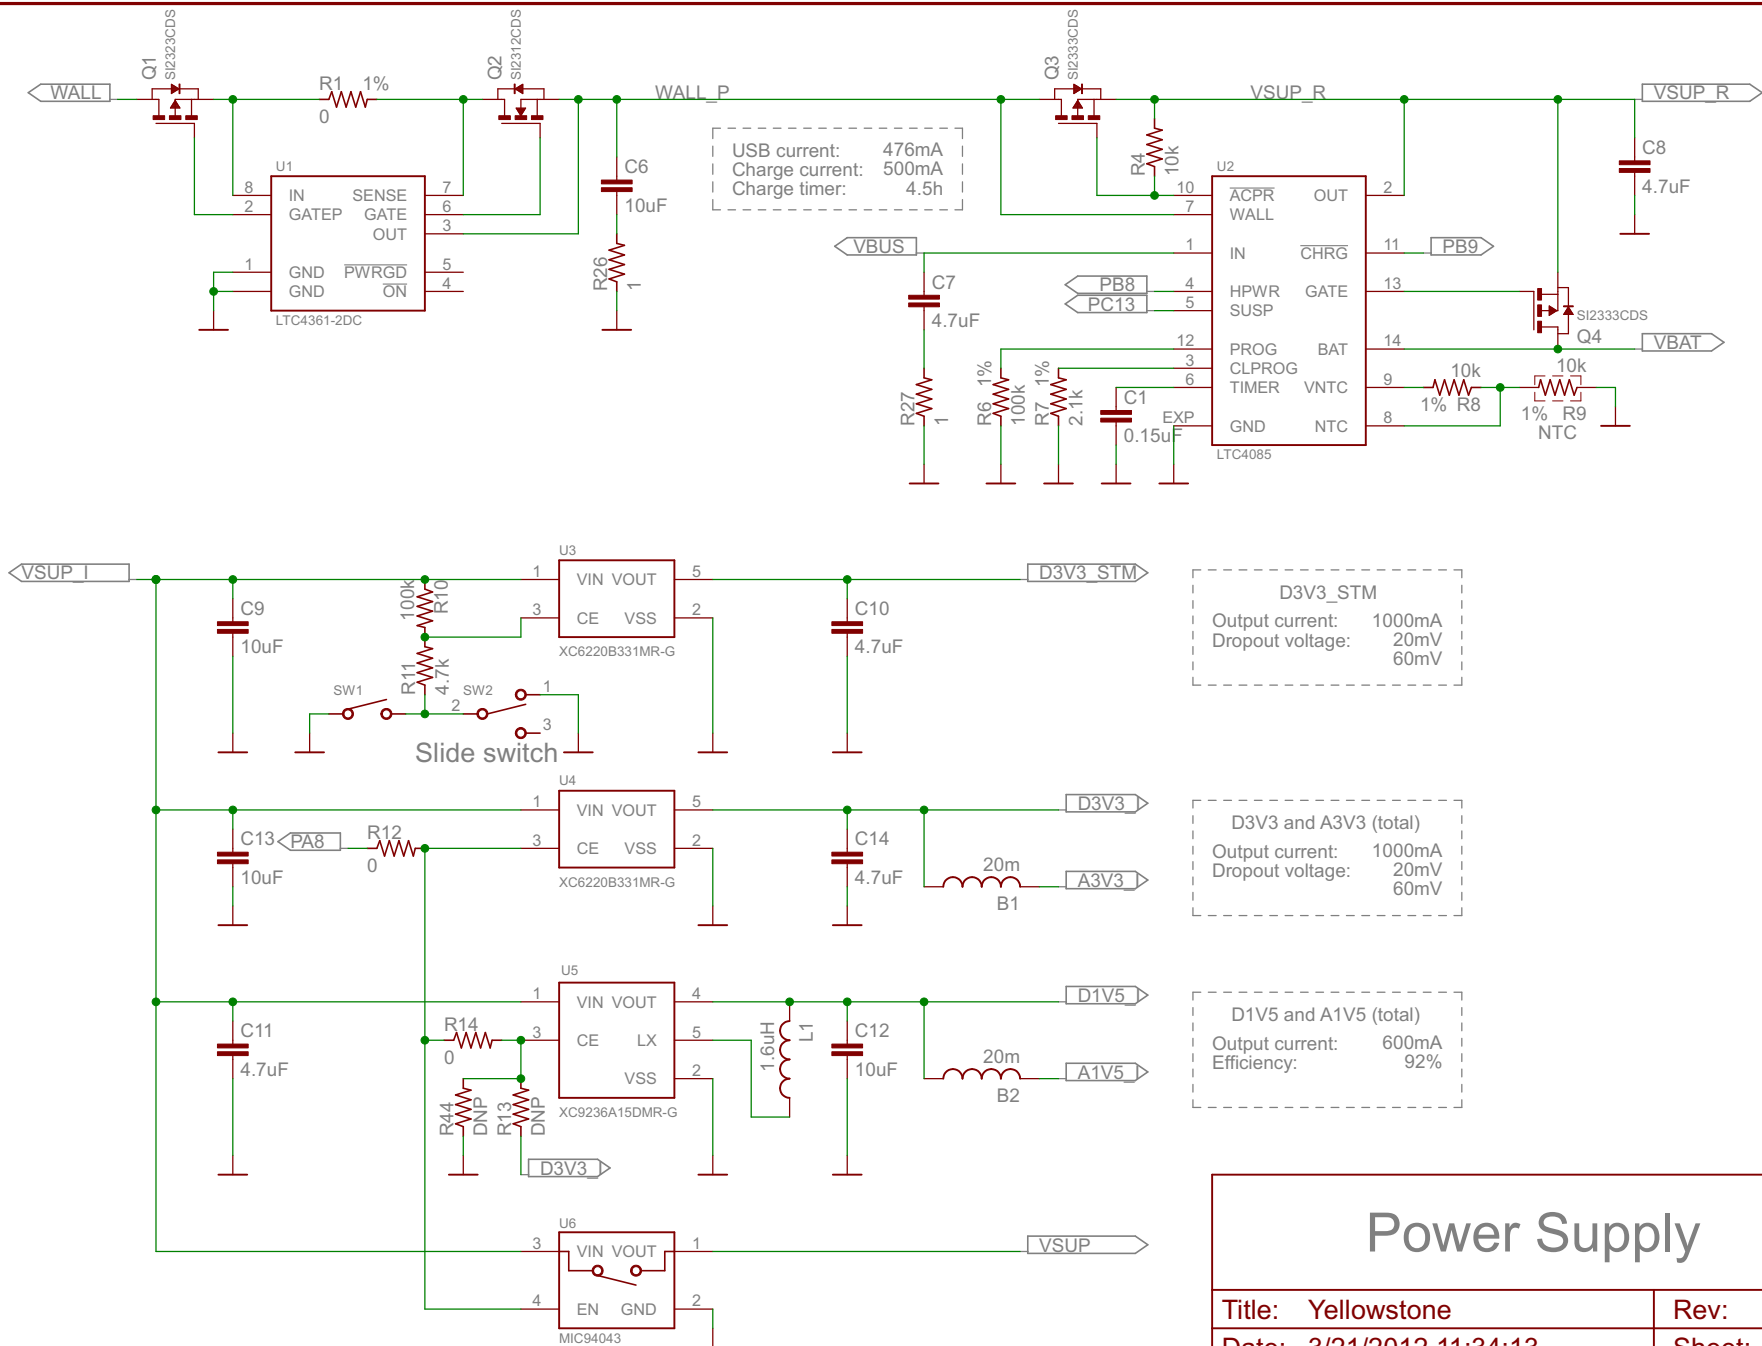 WALL
Q1
SI2323CDS
R1 1%
0
Q2
SI2312CDS
WALL_P
Q3
SI2333CDS
VSUP_R
VSUP_R
U1
8 IN SENSE 7
2 GATEP GATE 6
OUT 3
1 GND PWRGD 5
GND ON 4
LTC4361-2DC
C6
10uF
R26
1
USB current: 476mA
Charge current: 500mA
Charge timer: 4.5h
R4
10k
U2
10 ACPR OUT 2
7 WALL
1 IN CHRG 11
4 HPWR GATE 13
5 SUSP
12 PROG BAT 14
3 CLPROG
6 TIMER VNTC 9
EXP GND NTC 8
LTC4085
C8
4.7uF
VBUS
PB9
PB8
PC13
C7
4.7uF
R27
1
R6 1%
100k
R7 1%
2.1k
C1
0.15uF
SI2333CDS
Q4
VBAT
10k
1% R8
10k
1% R9
NTC
VSUP_I
C9
10uF
100k
R10
R11
4.7k
SW1
SW2
2
1
3
Slide switch
U3
1 VIN VOUT 5
3 CE VSS 2
XC6220B331MR-G
C10
4.7uF
D3V3_STM
D3V3_STM
Output current: 1000mA
Dropout voltage: 20mV
60mV
U4
1 VIN VOUT 5
3 CE VSS 2
XC6220B331MR-G
C13
10uF
PA8
R12
0
C14
4.7uF
D3V3
20m
B1
A3V3
D3V3 and A3V3 (total)
Output current: 1000mA
Dropout voltage: 20mV
60mV
U5
1 VIN VOUT 4
3 CE LX 5
VSS 2
XC9236A15DMR-G
C11
4.7uF
R14
0
R44
DNP
R13
DNP
D3V3
1.6uH
L1
C12
10uF
D1V5
20m
B2
A1V5
D1V5 and A1V5 (total)
Output current: 600mA
Efficiency: 92%
U6
3 VIN VOUT 1
4 EN GND 2
MIC94043
VSUP
Power Supply
Title: Yellowstone
Rev:
Date: 3/21/2012 11:34:13
Sheet: